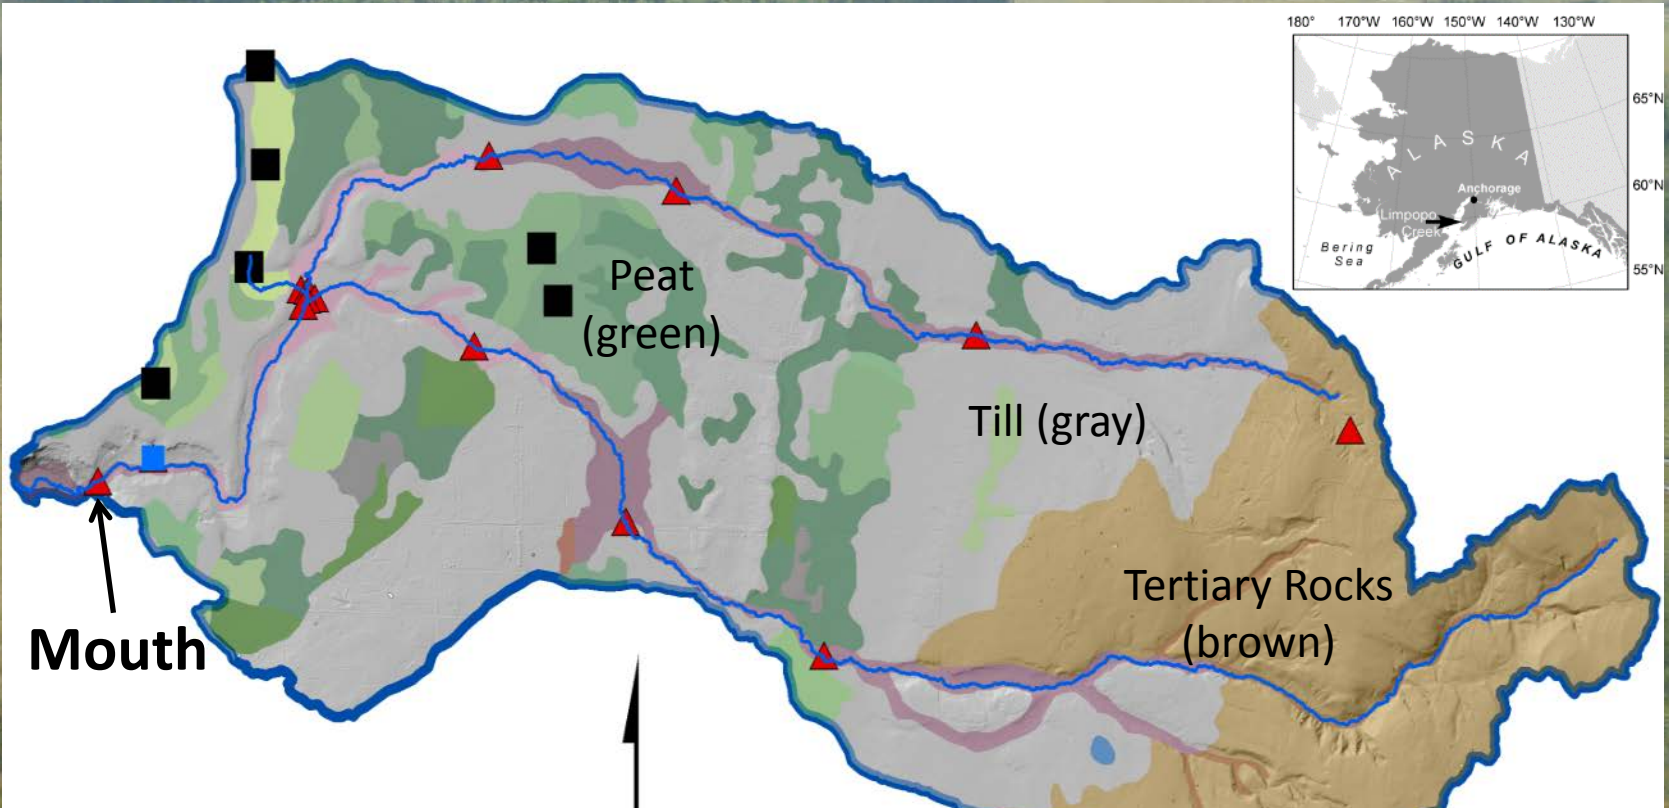 180° 170°W 160°W 150°W 140°W 130°W
65°N
ALASKA
60°N
Anchorage
Limpopo
Creek
Bering
Sea
GULF OF ALASKA
55°N
Peat
(green)
Till (gray)
Tertiary Rocks
(brown)
Mouth